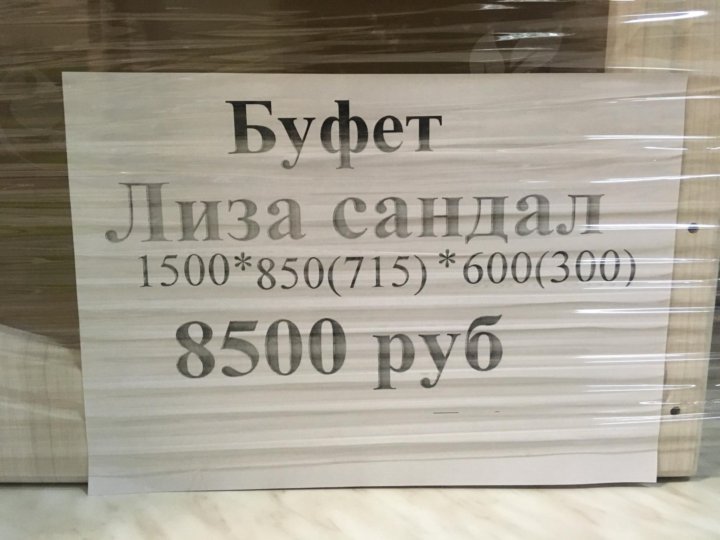 Буфет
Лиза сандал
1500*850(715) *600(300)
8500 руб